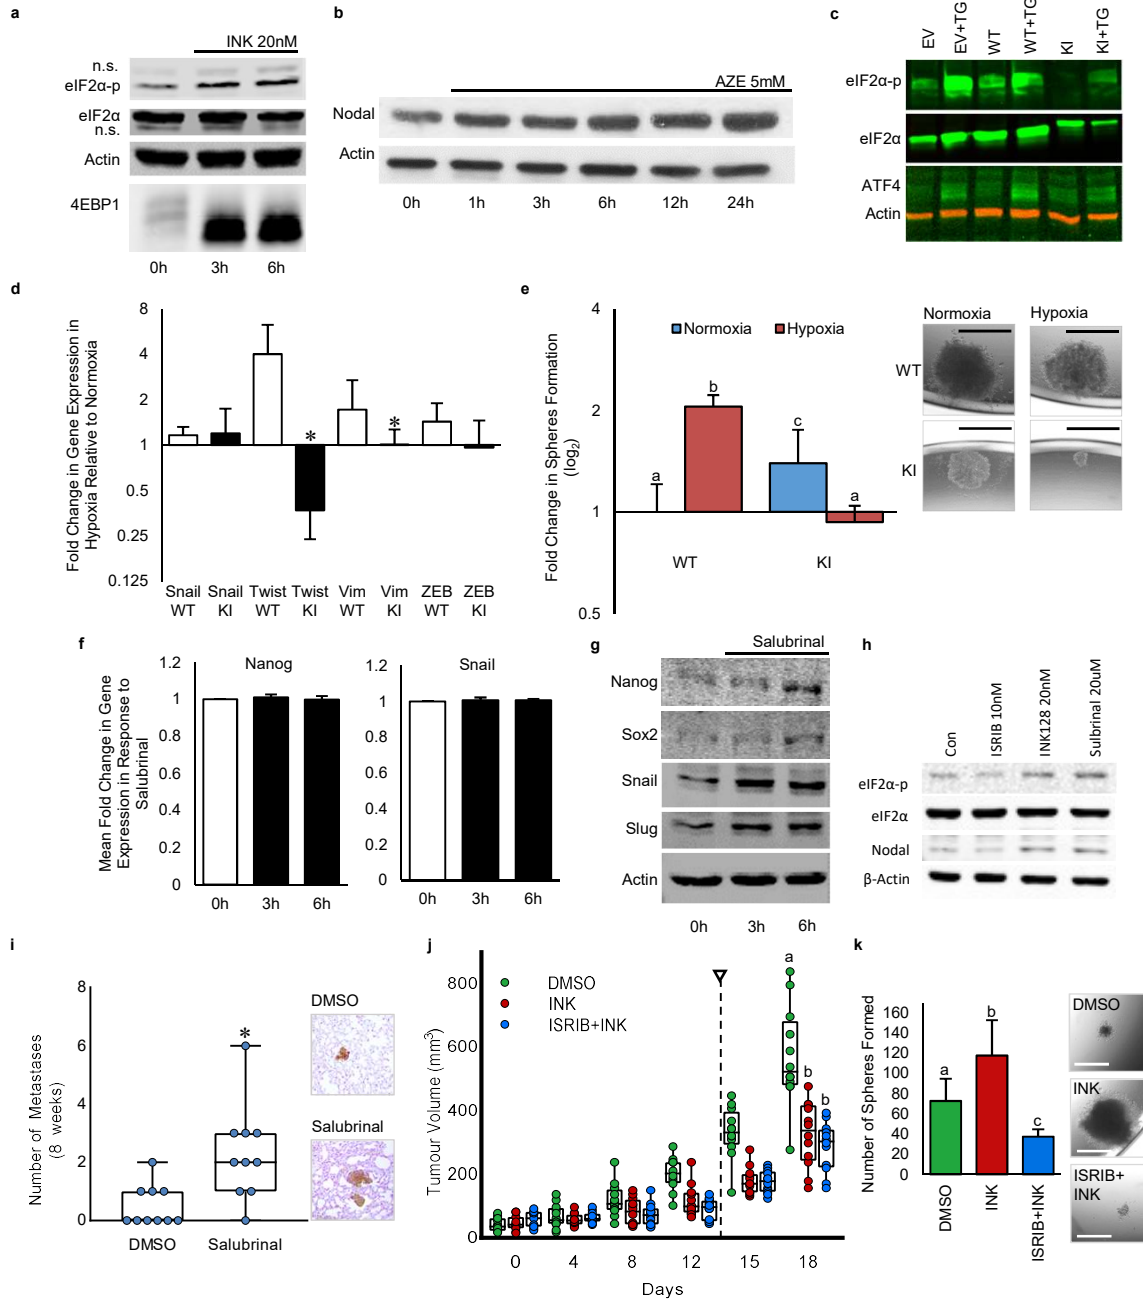 a
INK 20nM
n.s.
eIF2α-p
eIF2α
n.s.
Actin
4EBP1
0h 3h 6h
b
AZE 5mM
Nodal
Actin
0h 1h 3h 6h 12h 24h
c
EV EV+TG WT WT+TG KI KI+TG
eIF2α-p
eIF2α
ATF4
Actin
d
Fold Change in Gene Expression in
Hypoxia Relative to Normoxia
8
4
2
1
0.5
0.25
0.125
* *
Snail Snail Twist Twist Vim Vim ZEB ZEB
WT KI WT KI WT KI WT KI
e
Fold Change in Spheres Formation
(log2)
4
2
1
0.5
Normoxia Hypoxia
a b c a
WT KI
Normoxia Hypoxia
WT
KI
f
Mean Fold Change in Gene
Expression in Response to
Salubrinal
Nanog
1.2
1
0.8
0.6
0.4
0.2
0
0h 3h 6h
Snail
1.2
1
0.8
0.6
0.4
0.2
0
0h 3h 6h
g
Salubrinal
Nanog
Sox2
Snail
Slug
Actin
0h 3h 6h
h
Con ISRIB 10nM INK128 20nM Sulbrinal 20uM
eIF2α-p
eIF2α
Nodal
β-Actin
i
Number of Metastases
(8 weeks)
8
6
4
2
0
*
DMSO Salubrinal
DMSO
Salubrinal
j
Tumour Volume (mm³)
800
600
400
200
0
DMSO
INK
ISRIB+INK
a
b
b
0 4 8 12 15 18
Days
k
Number of Spheres Formed
160
140
120
100
80
60
40
20
0
a b c
DMSO INK ISRIB+INK
DMSO
INK
ISRIB+
INK